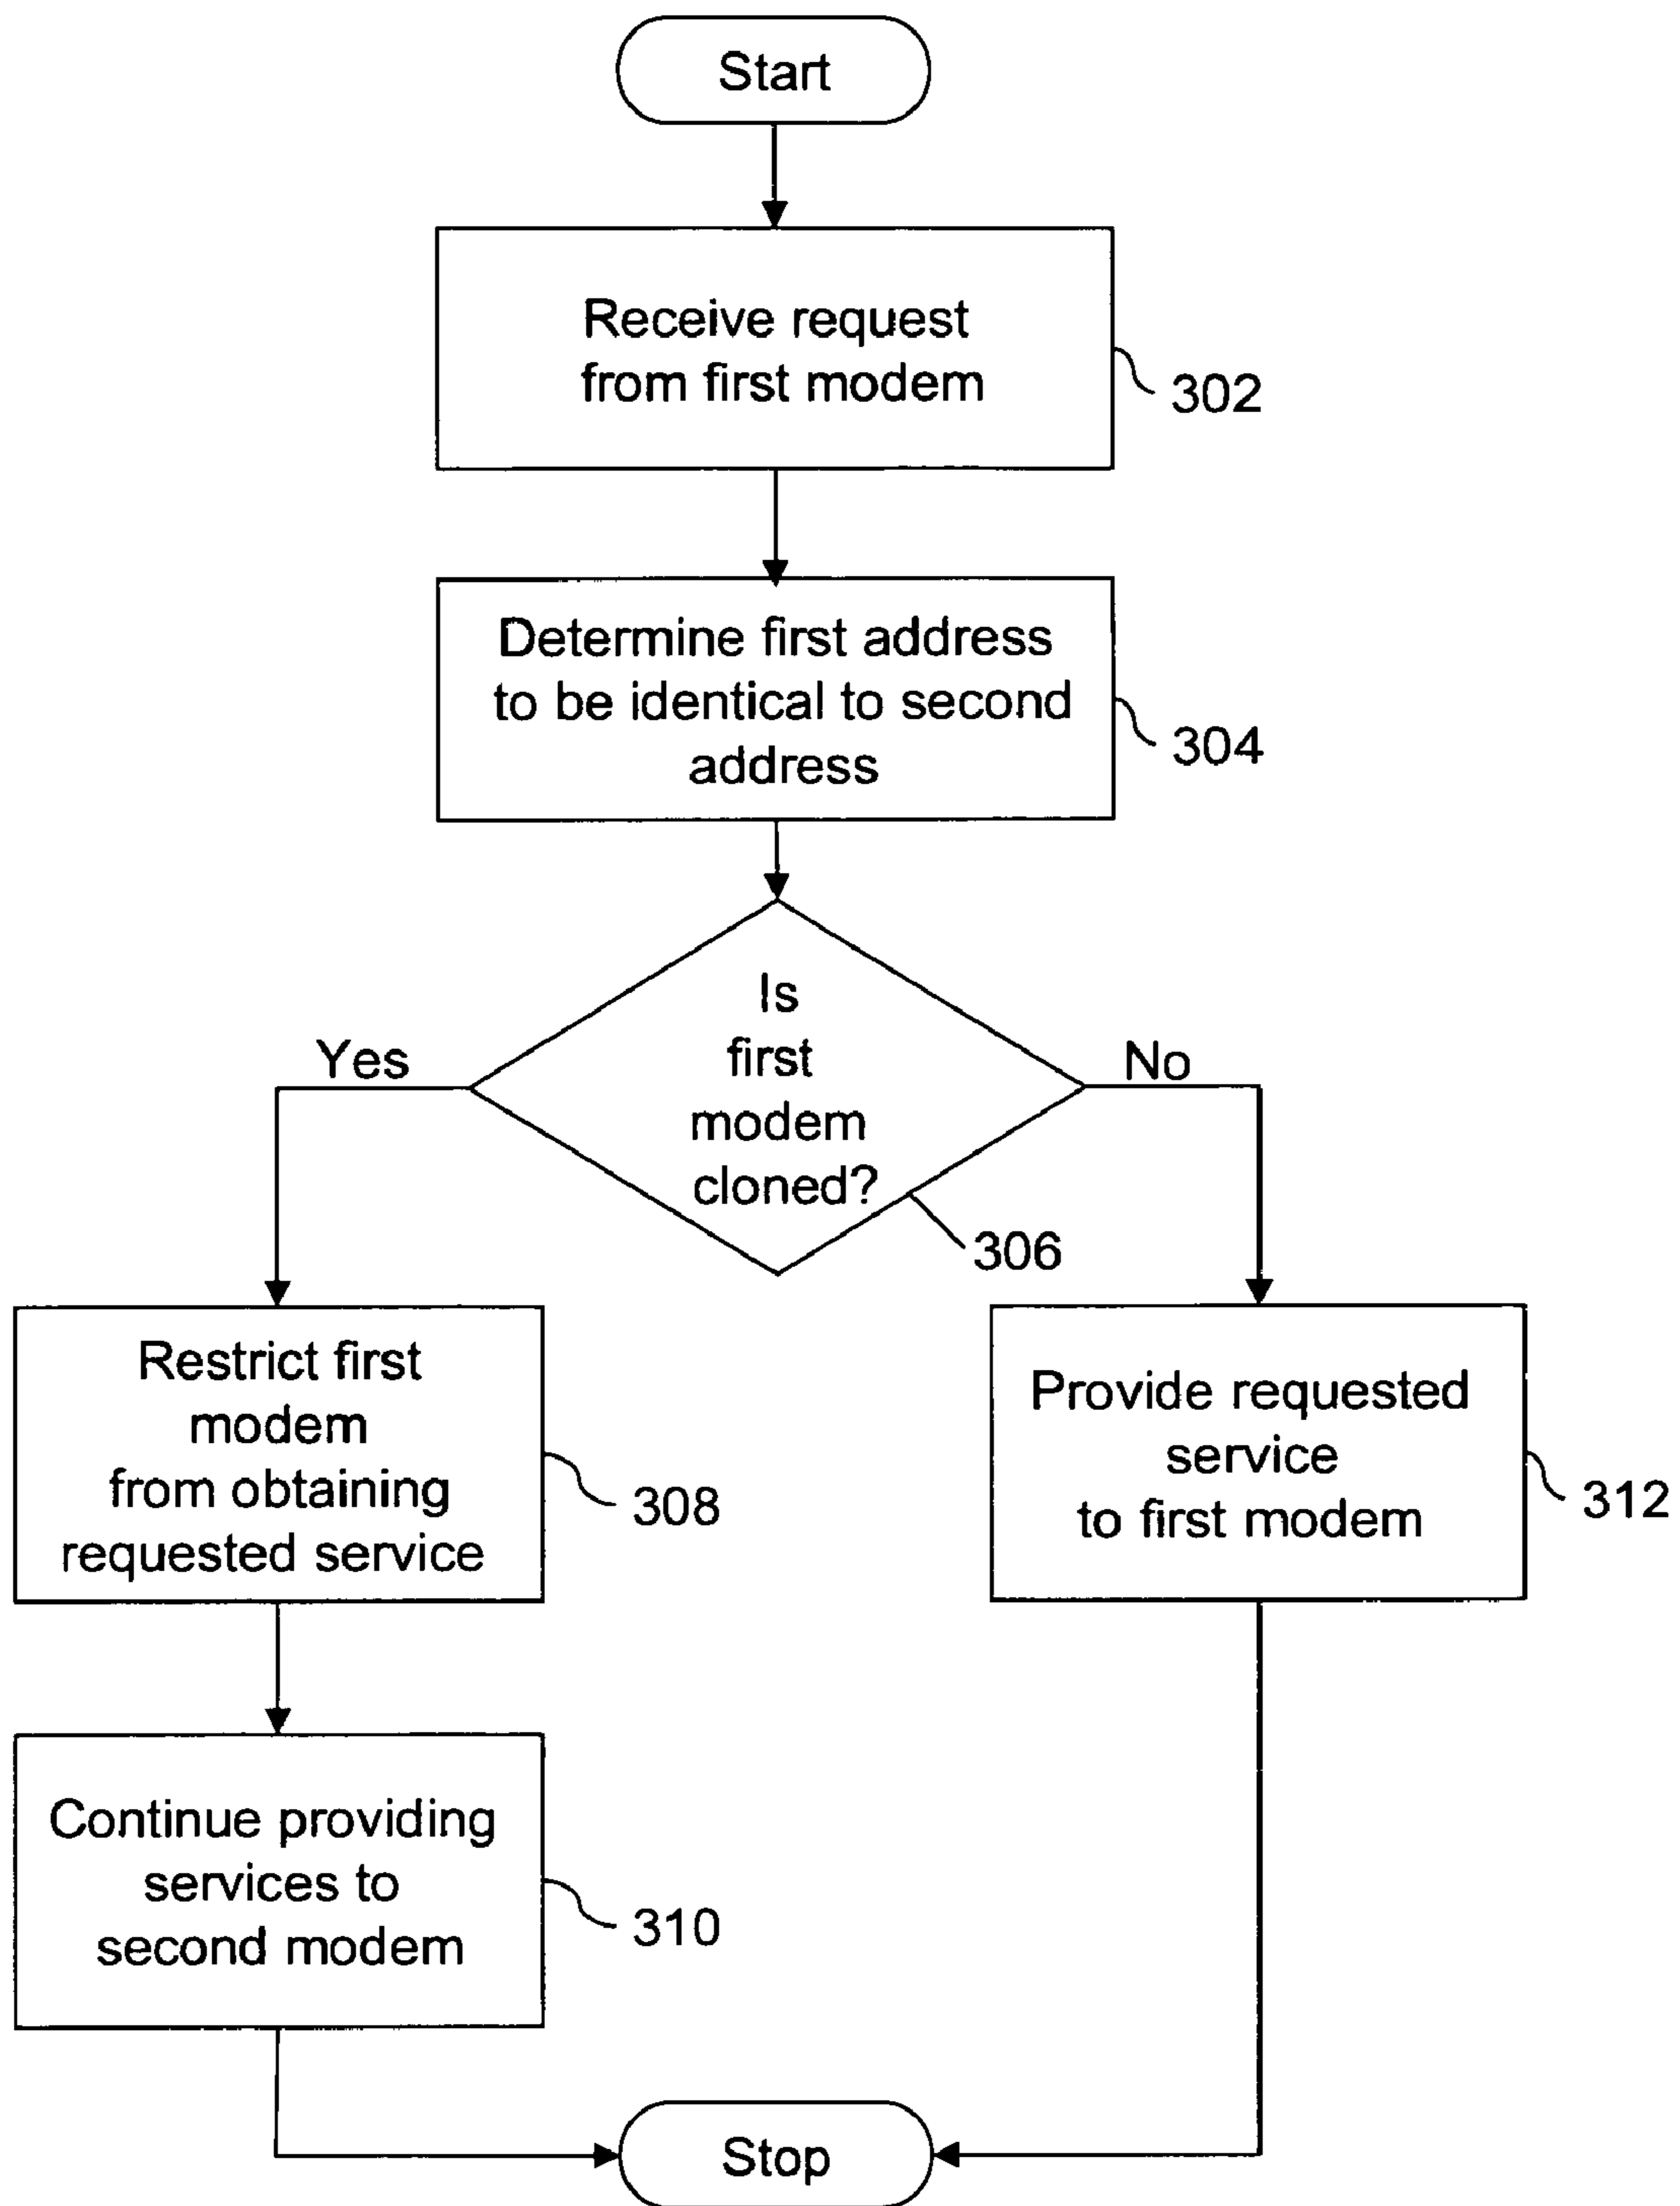 Start
Receive request
from first modem
302
Determine first address
to be identical to second
address
304
Is
first
modem
cloned?
306
Yes
No
Restrict first
modem
from obtaining
requested service
308
Provide requested
service
to first modem
312
Continue providing
services to
second modem
310
Stop